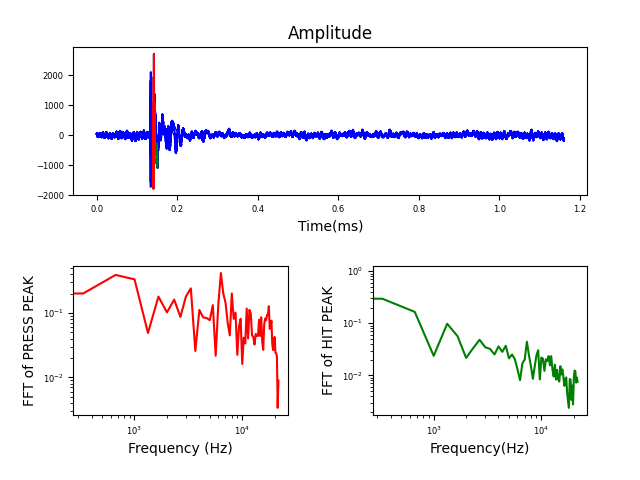 Amplitude
2000
1000
0
−1000
−2000
0.0 0.2 0.4 0.6 0.8 1.0 1.2
Time(ms)
FFT of PRESS PEAK
10⁻¹
10⁻²
10³ 10⁴
Frequency (Hz)
FFT of HIT PEAK
10⁰
10⁻¹
10⁻²
10³ 10⁴
Frequency(Hz)